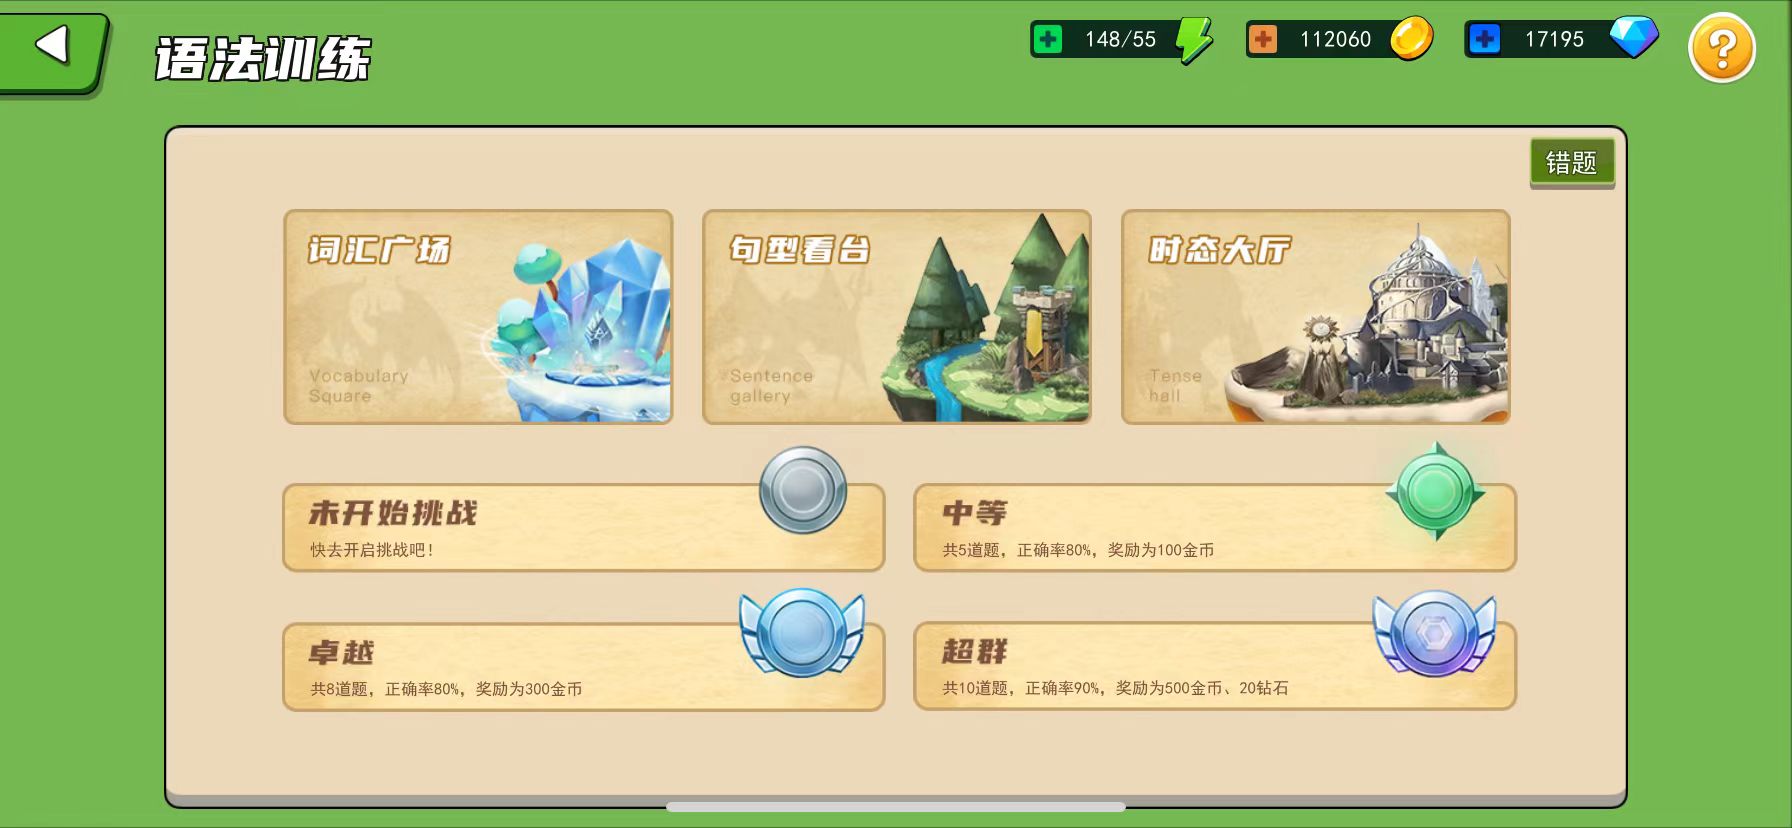 语法训练
148/55
112060
17195
?
错题
词汇广场
Vocabulary
Square
句型看台
Sentence
gallery
时态大厅
Tense
hall
未开始挑战
快去开启挑战吧!
中等
共5道题，正确率80%，奖励为100金币
卓越
共8道题，正确率80%，奖励为300金币
超群
共10道题，正确率90%，奖励为500金币、20钻石